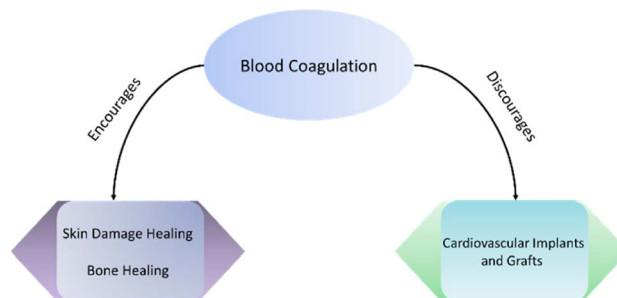 Blood Coagulation
Encourages
Discourages
Skin Damage Healing
Bone Healing
Cardiovascular Implants
and Grafts